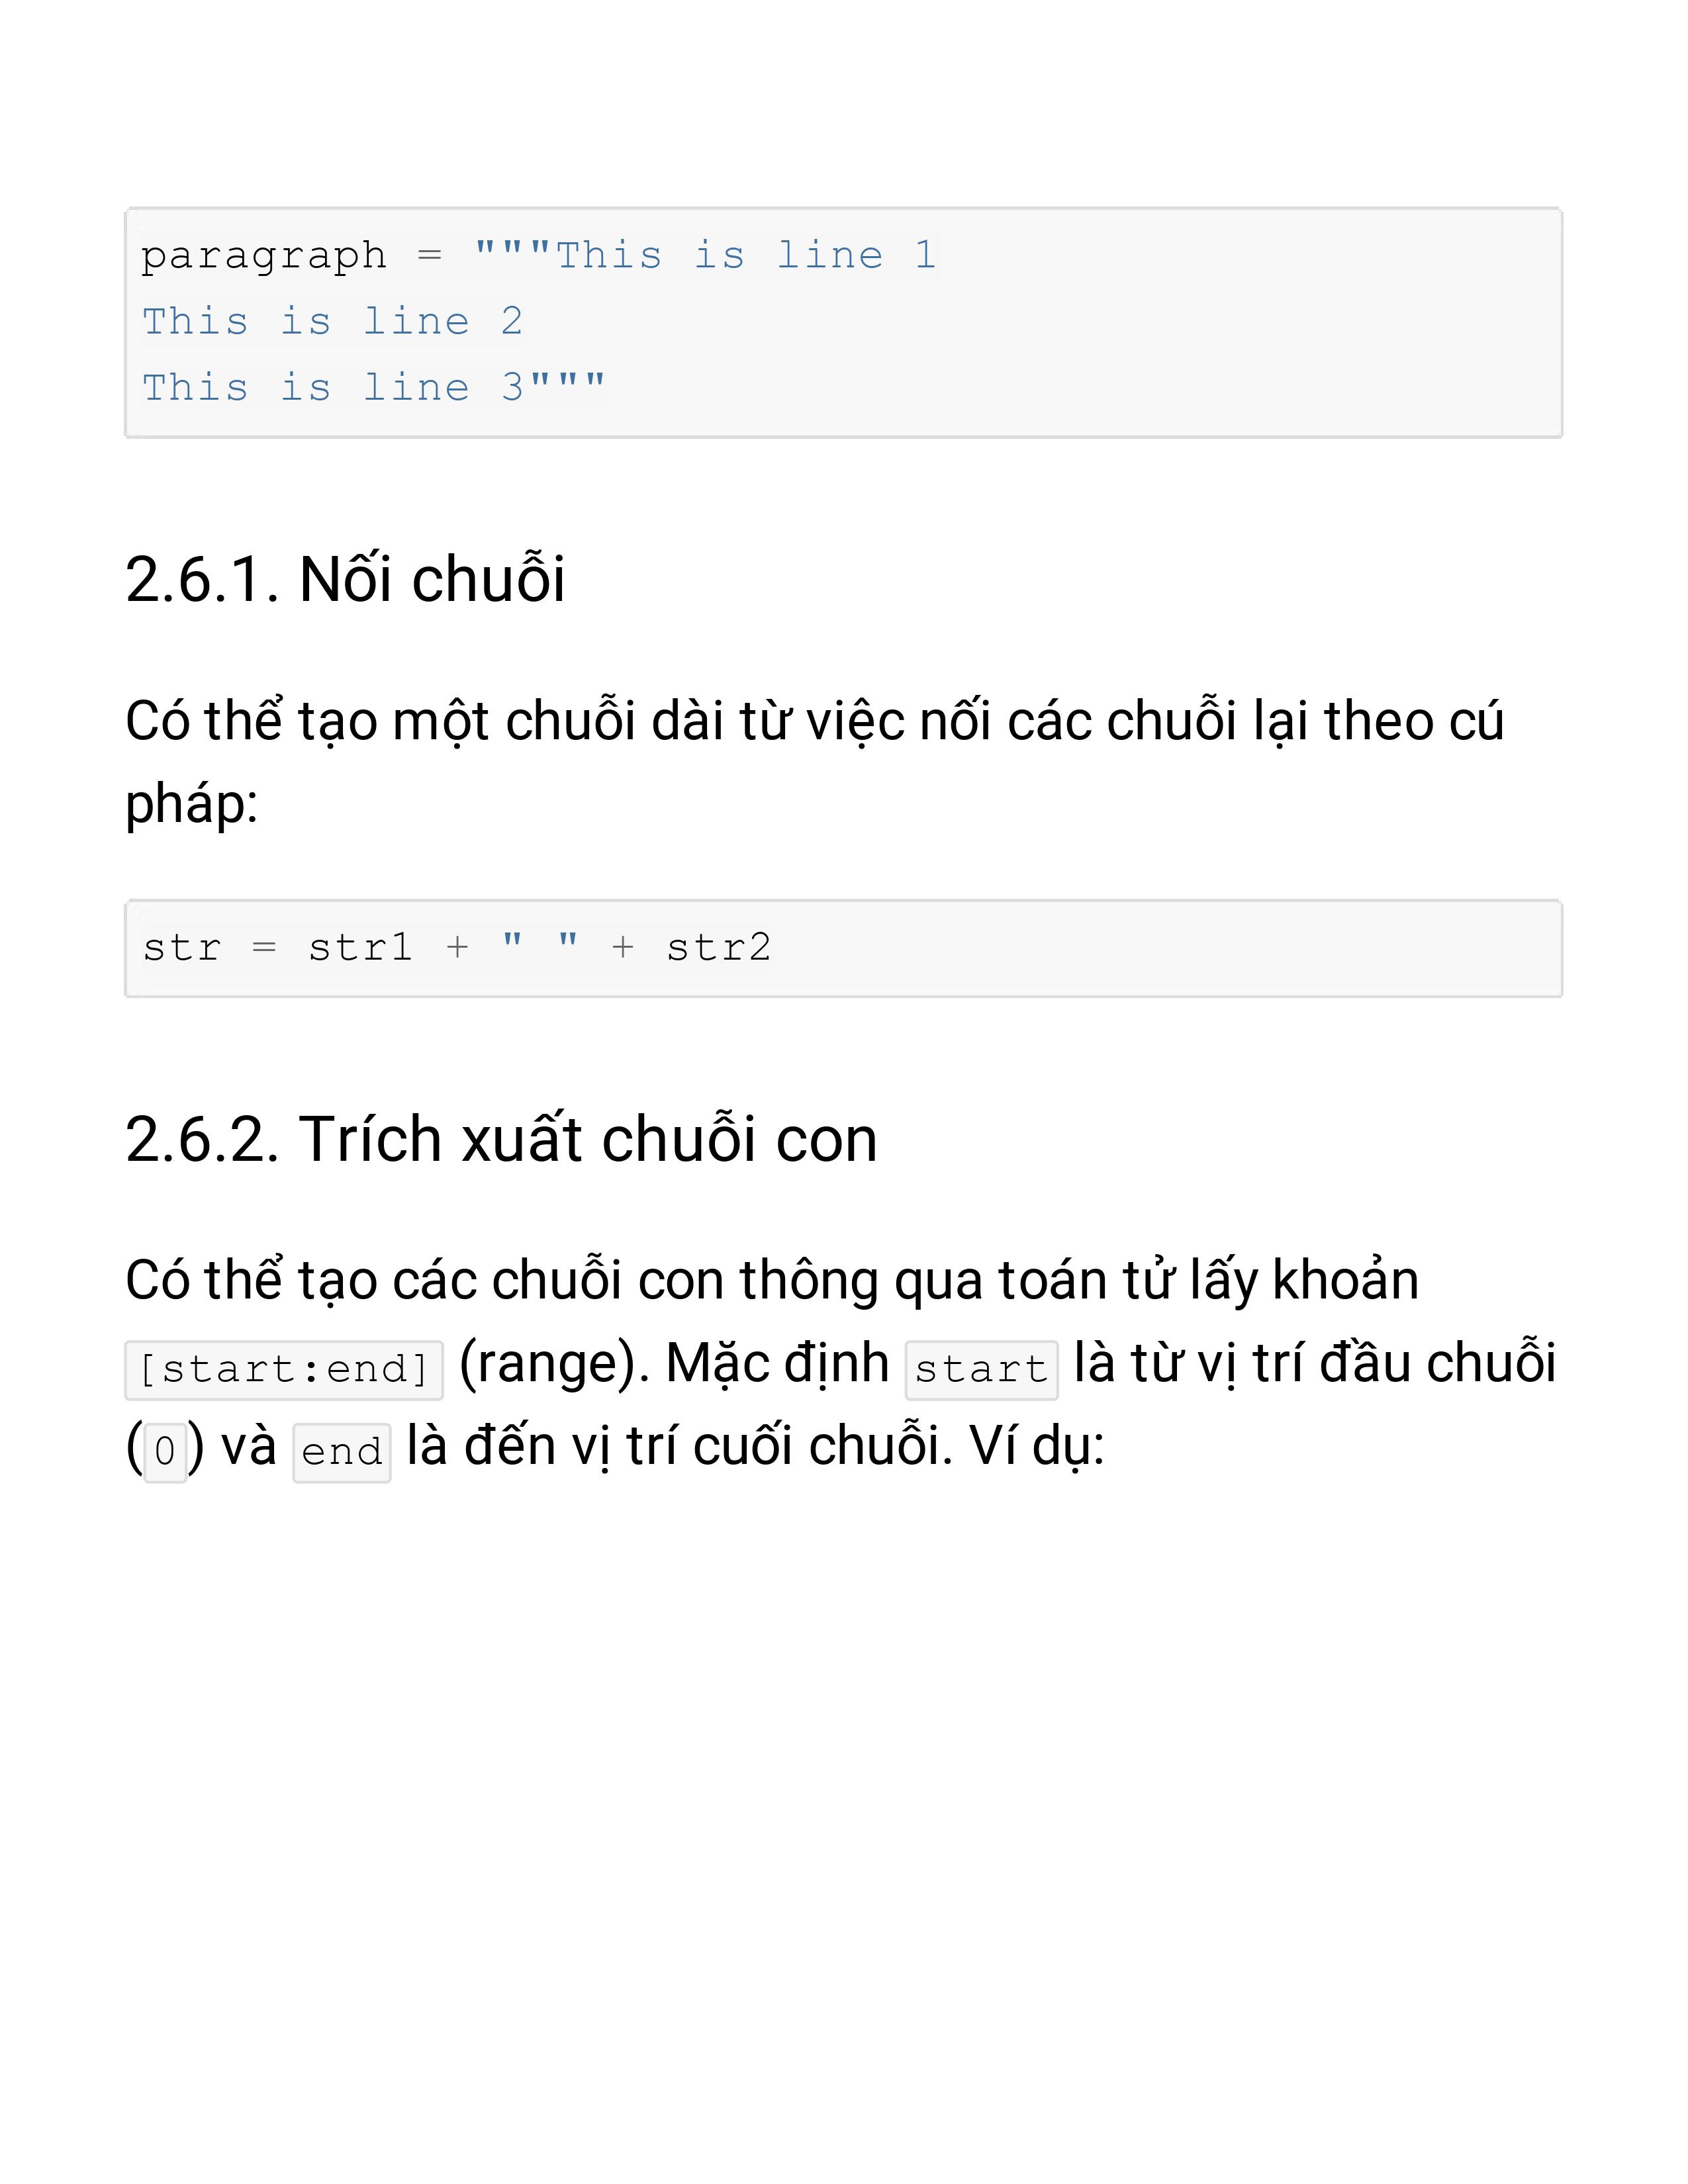 paragraph = """This is line 1
This is line 2
This is line 3"""
2.6.1. Nối chuỗi
Có thể tạo một chuỗi dài từ việc nối các chuỗi lại theo cú
pháp:
str = str1 + " " + str2
2.6.2. Trích xuất chuỗi con
Có thể tạo các chuỗi con thông qua toán tử lấy khoản
[start:end] (range). Mặc định start là từ vị trí đầu chuỗi
(0) và end là đến vị trí cuối chuỗi. Ví dụ: